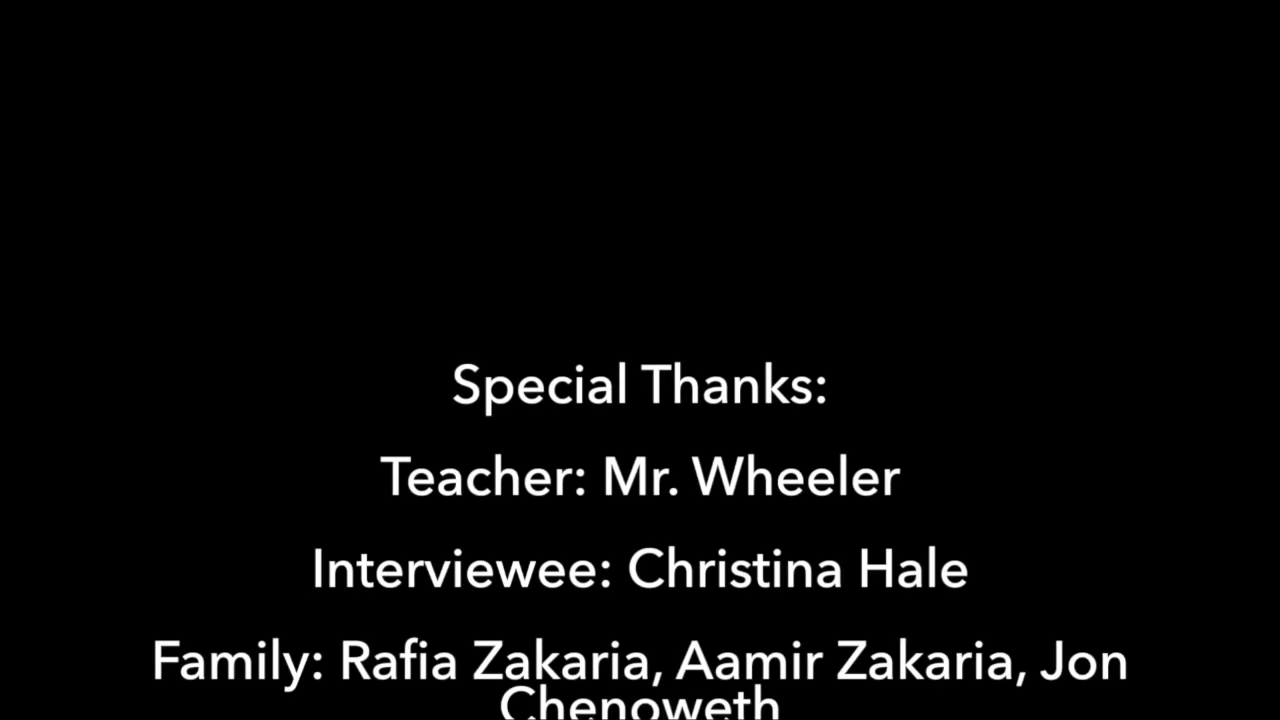 Special Thanks:
Teacher: Mr. Wheeler
Interviewee: Christina Hale
Family: Rafia Zakaria, Aamir Zakaria, Jon
Chenoweth